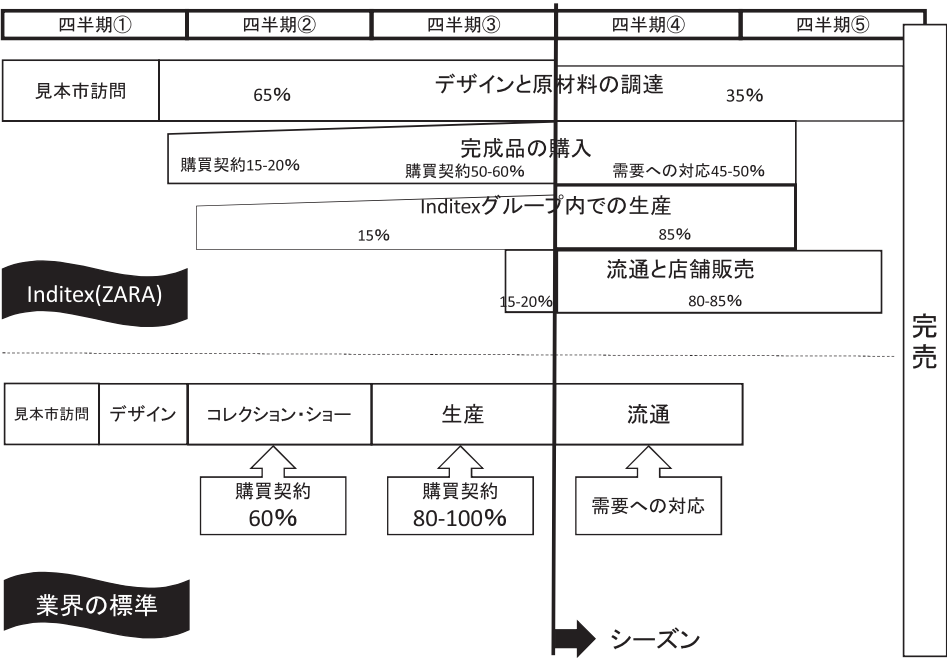 四半期①
四半期②
四半期③
四半期④
四半期⑤
見本市訪問
デザインと原材料の調達
65%
35%
完成品の購入
購買契約15-20%
購買契約50-60%
需要への対応45-50%
Inditexグループ内での生産
15%
85%
流通と店舗販売
15-20%
80-85%
Inditex(ZARA)
完売
見本市訪問
デザイン
コレクション・ショー
生産
流通
購買契約
60%
購買契約
80-100%
需要への対応
業界の標準
シーズン